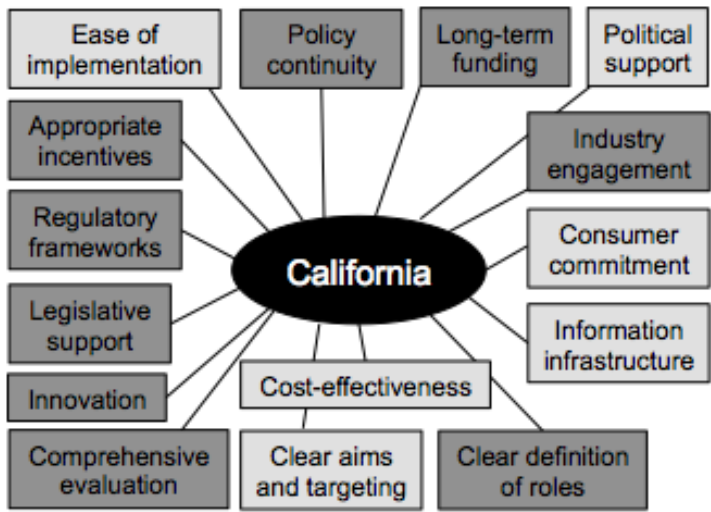 Ease of
implementation
Policy
continuity
Long-term
funding
Political
support
Appropriate
incentives
Industry
engagement
Regulatory
frameworks
California
Consumer
commitment
Legislative
support
Information
infrastructure
Innovation
Cost-effectiveness
Comprehensive
evaluation
Clear aims
and targeting
Clear definition
of roles